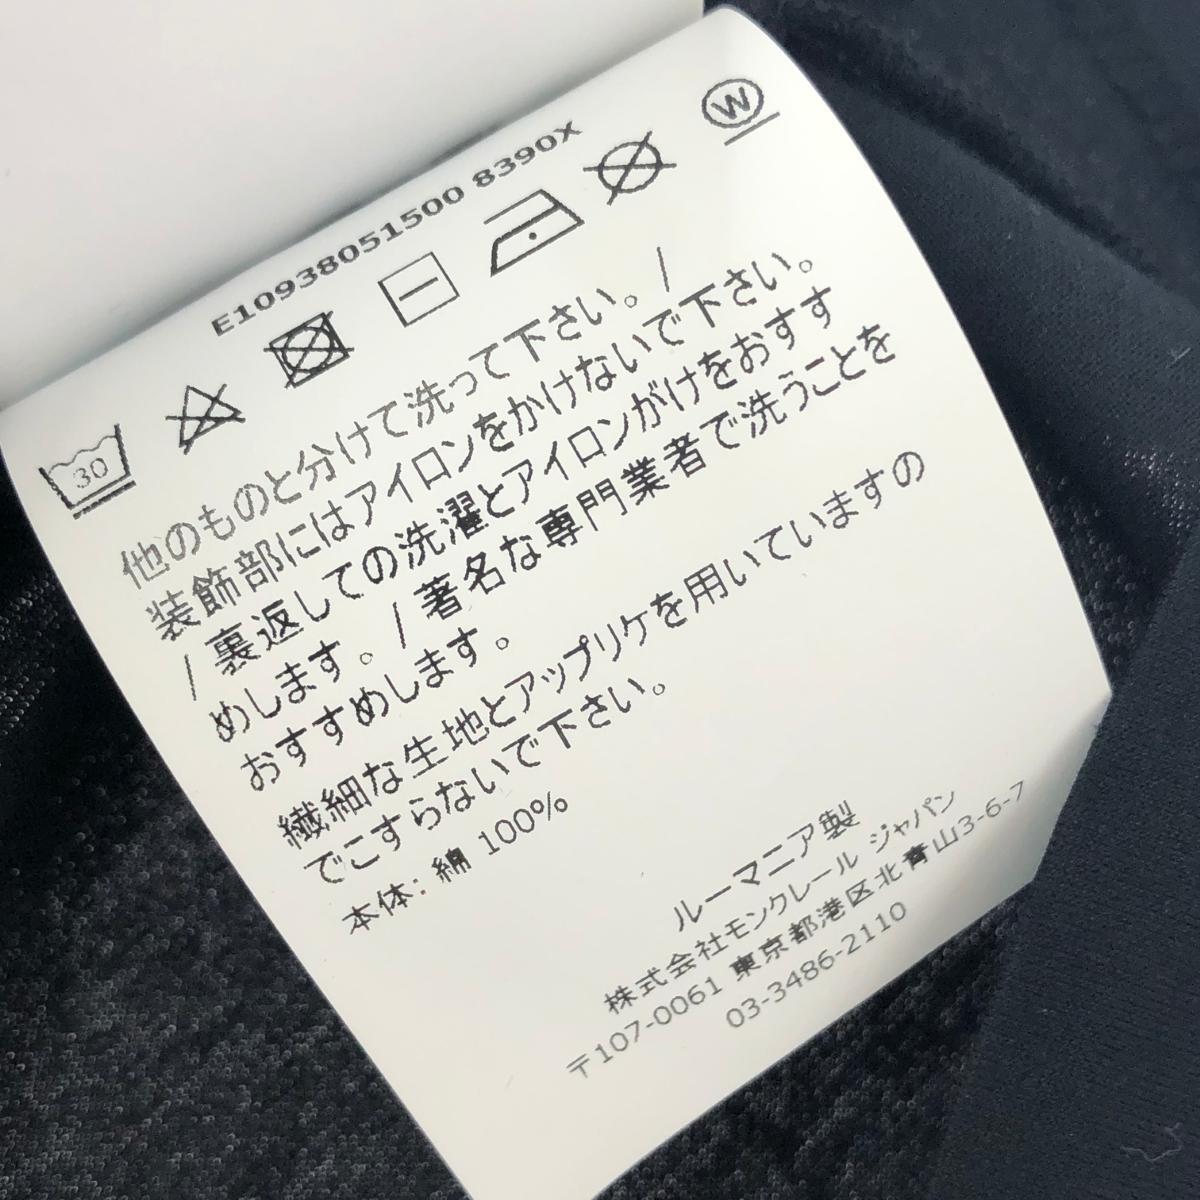 E10938051500 8390X
30
W
他のものと分けて洗って下さい。/
装飾部にはアイロンをかけないで下さい。
/裏返しての洗濯とアイロンがけをおすす
めします。/著名な専門業者で洗うことを
おすすめします。
繊細な生地とアップリケを用いていますの
でこすらないで下さい。
本体: 綿 100%
ルーマニア製
株式会社モンクレール ジャパン
〒107-0061 東京都港区北青山3-6-7
03-3486-2110